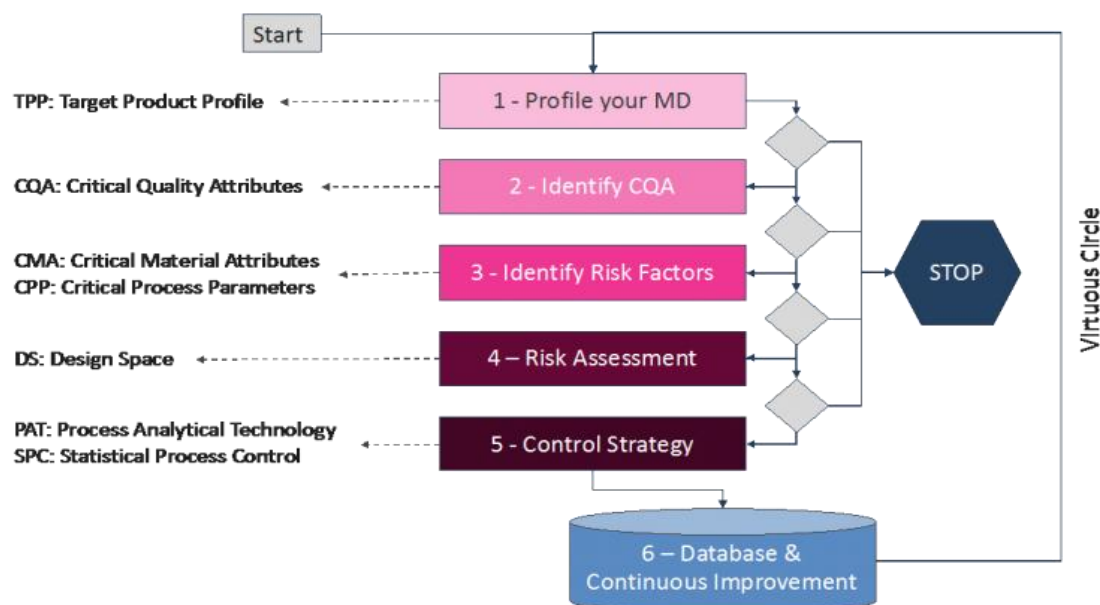 Start
TPP: Target Product Profile
1 - Profile your MD
CQA: Critical Quality Attributes
2 - Identify CQA
CMA: Critical Material Attributes
CPP: Critical Process Parameters
3 - Identify Risk Factors
STOP
Virtuous Circle
DS: Design Space
4 – Risk Assessment
PAT: Process Analytical Technology
SPC: Statistical Process Control
5 - Control Strategy
6 – Database &
Continuous Improvement